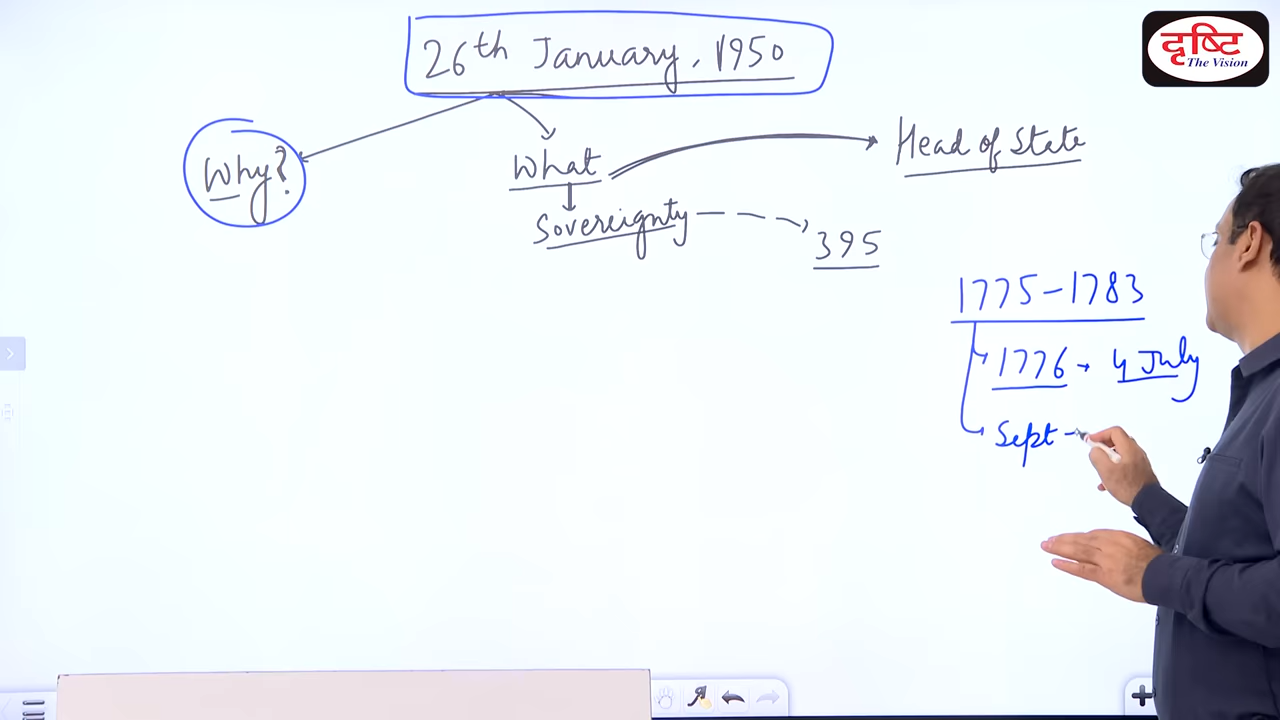 26th January, 1950
दृष्टि
The Vision
Why?
What
Head of State
Sovereignty
395
1775-1783
1776 → 4 July
Sept -